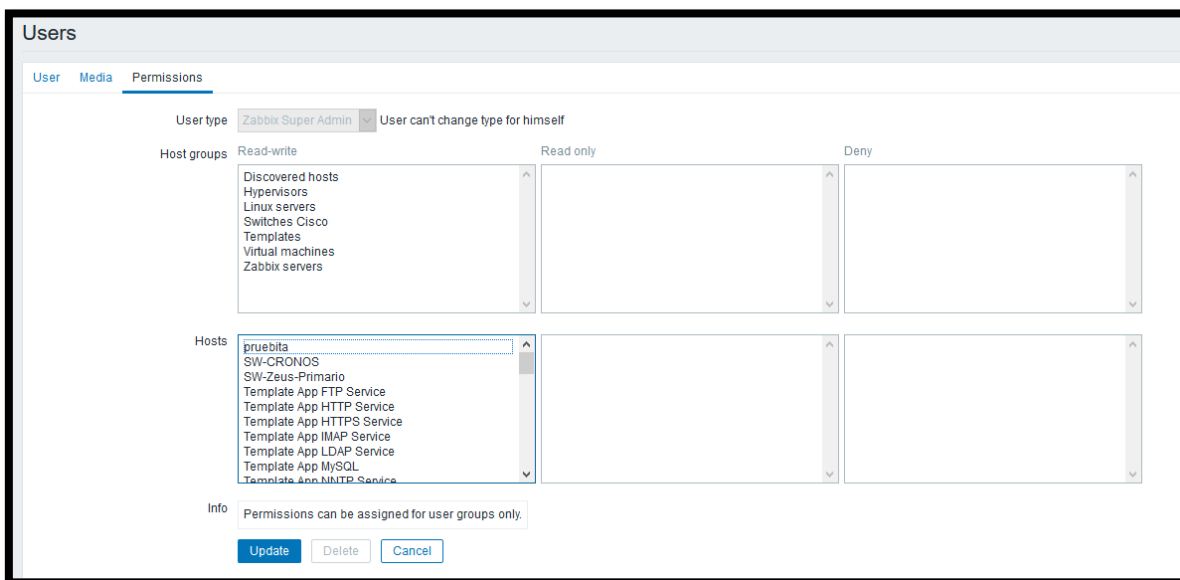 Users
User Media Permissions
User type Zabbix Super Admin User can't change type for himself
Host groups Read-write Read only Deny
Discovered hosts
Hypervisors
Linux servers
Switches Cisco
Templates
Virtual machines
Zabbix servers
Hosts pruebita
SW-CRONOS
SW-Zeus-Primario
Template App FTP Service
Template App HTTP Service
Template App HTTPS Service
Template App IMAP Service
Template App LDAP Service
Template App MySQL
Template App NNTP Service
Info Permissions can be assigned for user groups only.
Update Delete Cancel